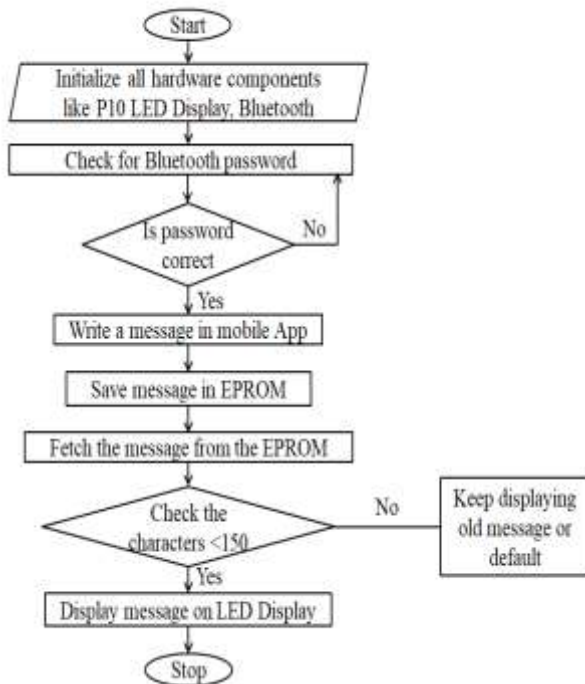 Start
Initialize all hardware components
like P10 LED Display, Bluetooth
Check for Bluetooth password
Is password
correct
No
Yes
Write a message in mobile App
Save message in EPROM
Fetch the message from the EPROM
Check the
characters <150
No
Keep displaying
old message or
default
Yes
Display message on LED Display
Stop